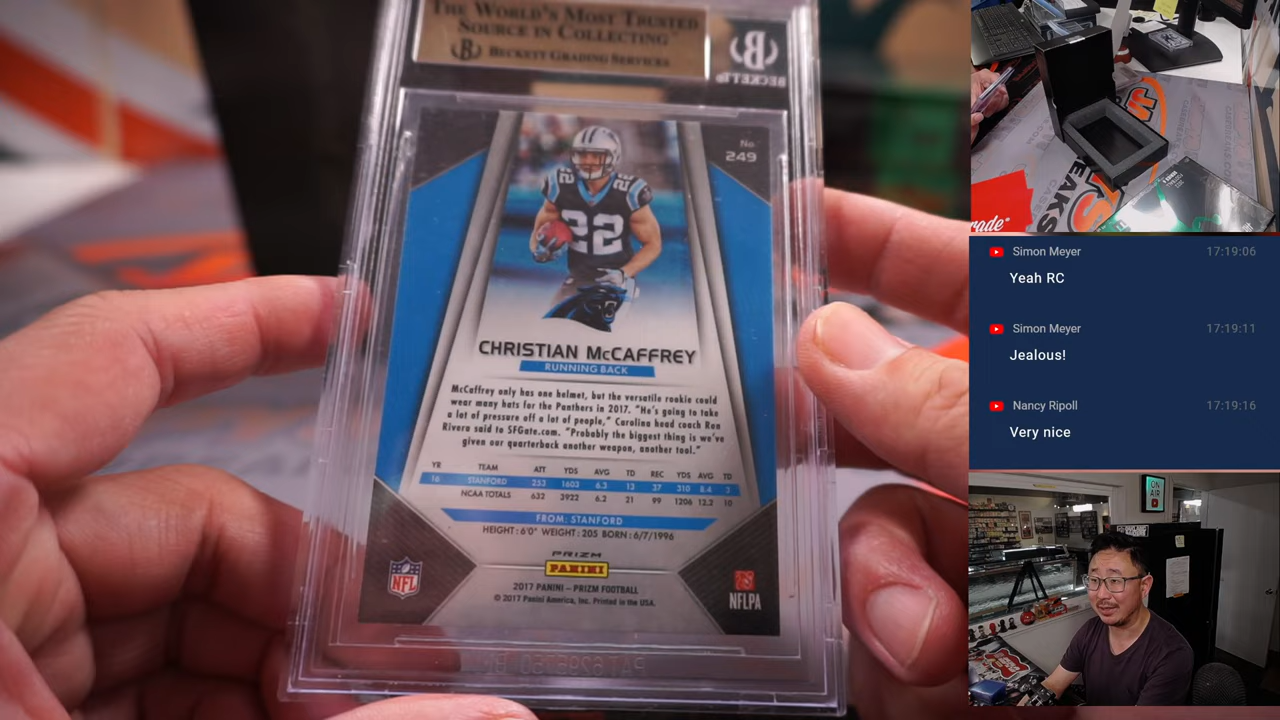 THE WORLD'S MOST TRUSTED
SOURCE IN COLLECTING
BECKETT GRADING SERVICES
BECKETT
No.
249
22
CHRISTIAN McCAFFREY
RUNNING BACK
McCaffrey only has one helmet, but the versatile rookie could
wear many hats for the Panthers in 2017. "He's going to take
a lot of pressure off a lot of people," Carolina head coach Ron
Rivera said to SFGate.com. "Probably the biggest thing is we've
given our quarterback another weapon, another tool."
YR TEAM ATT YDS AVG TD REC YDS AVG TD
16 STANFORD 253 1603 6.3 13 37 310 8.4 3
NCAA TOTALS 632 3922 6.2 21 99 1206 12.2 10
FROM: STANFORD
HEIGHT: 6'0" WEIGHT: 205 BORN: 6/7/1996
PRIZM
PANINI
2017 PANINI – PRIZM FOOTBALL
© 2017 Panini America, Inc. Printed in the USA.
NFL
NFLPA
Simon Meyer 17:19:06
Yeah RC
Simon Meyer 17:19:11
Jealous!
Nancy Ripoll 17:19:16
Very nice
ON
AIR